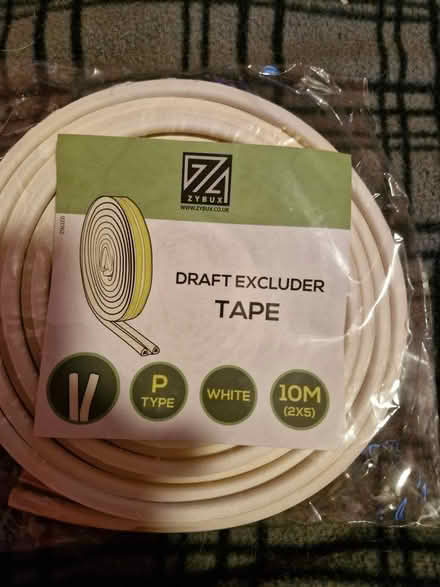 ZYBUX
WWW.ZYBUX.CO.UK
DRAFT EXCLUDER
TAPE
P
TYPE
WHITE
10M
(2X5)